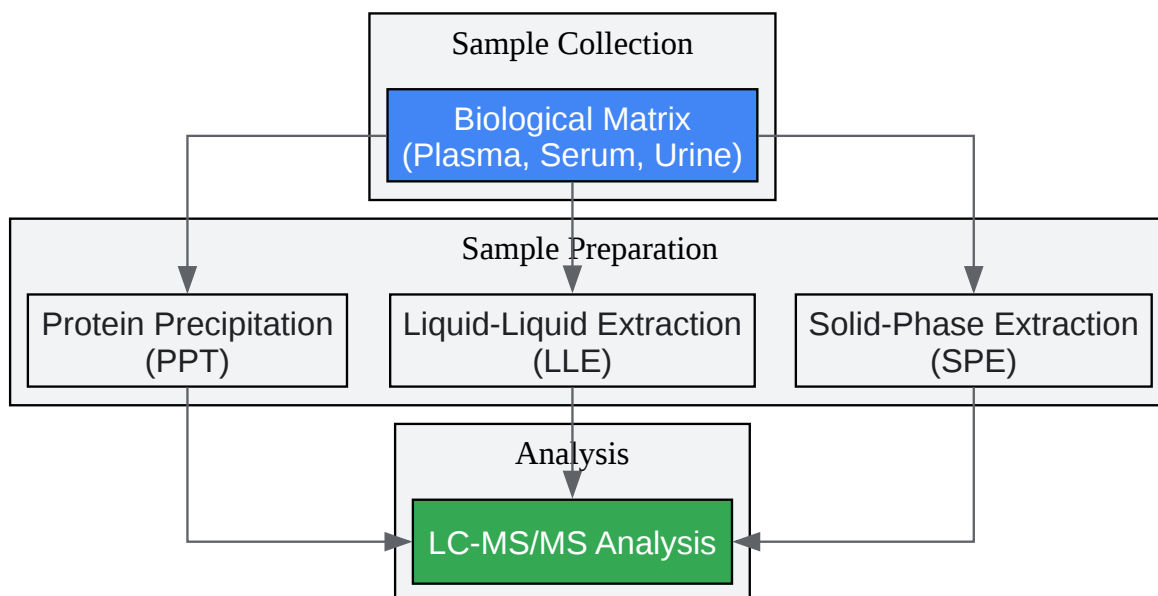 Sample Collection
Biological Matrix
(Plasma, Serum, Urine)
Sample Preparation
Protein Precipitation
(PPT)
Liquid-Liquid Extraction
(LLE)
Solid-Phase Extraction
(SPE)
Analysis
LC-MS/MS Analysis